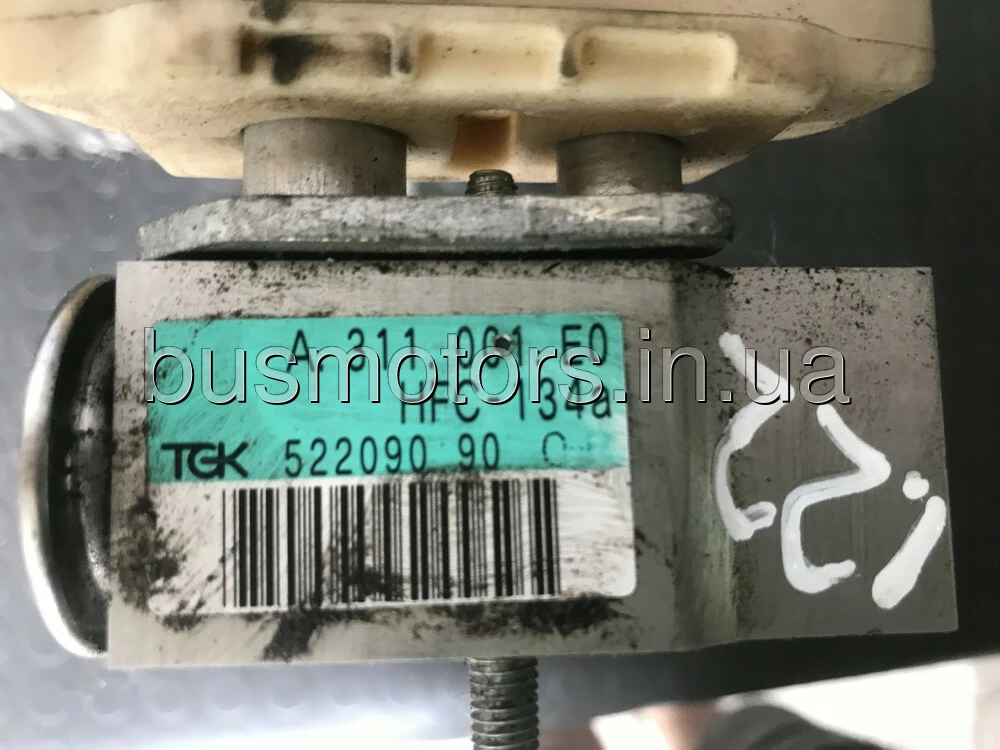 A 311.061.E0
HFC-134a
TGK 522090 90
busmotors.in.ua